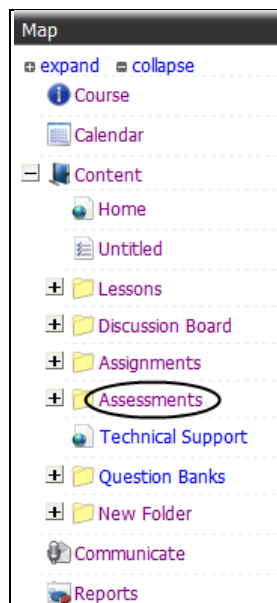 Map
expand collapse
Course
Calendar
Content
Home
Untitled
Lessons
Discussion Board
Assignments
Assessments
Technical Support
Question Banks
New Folder
Communicate
Reports